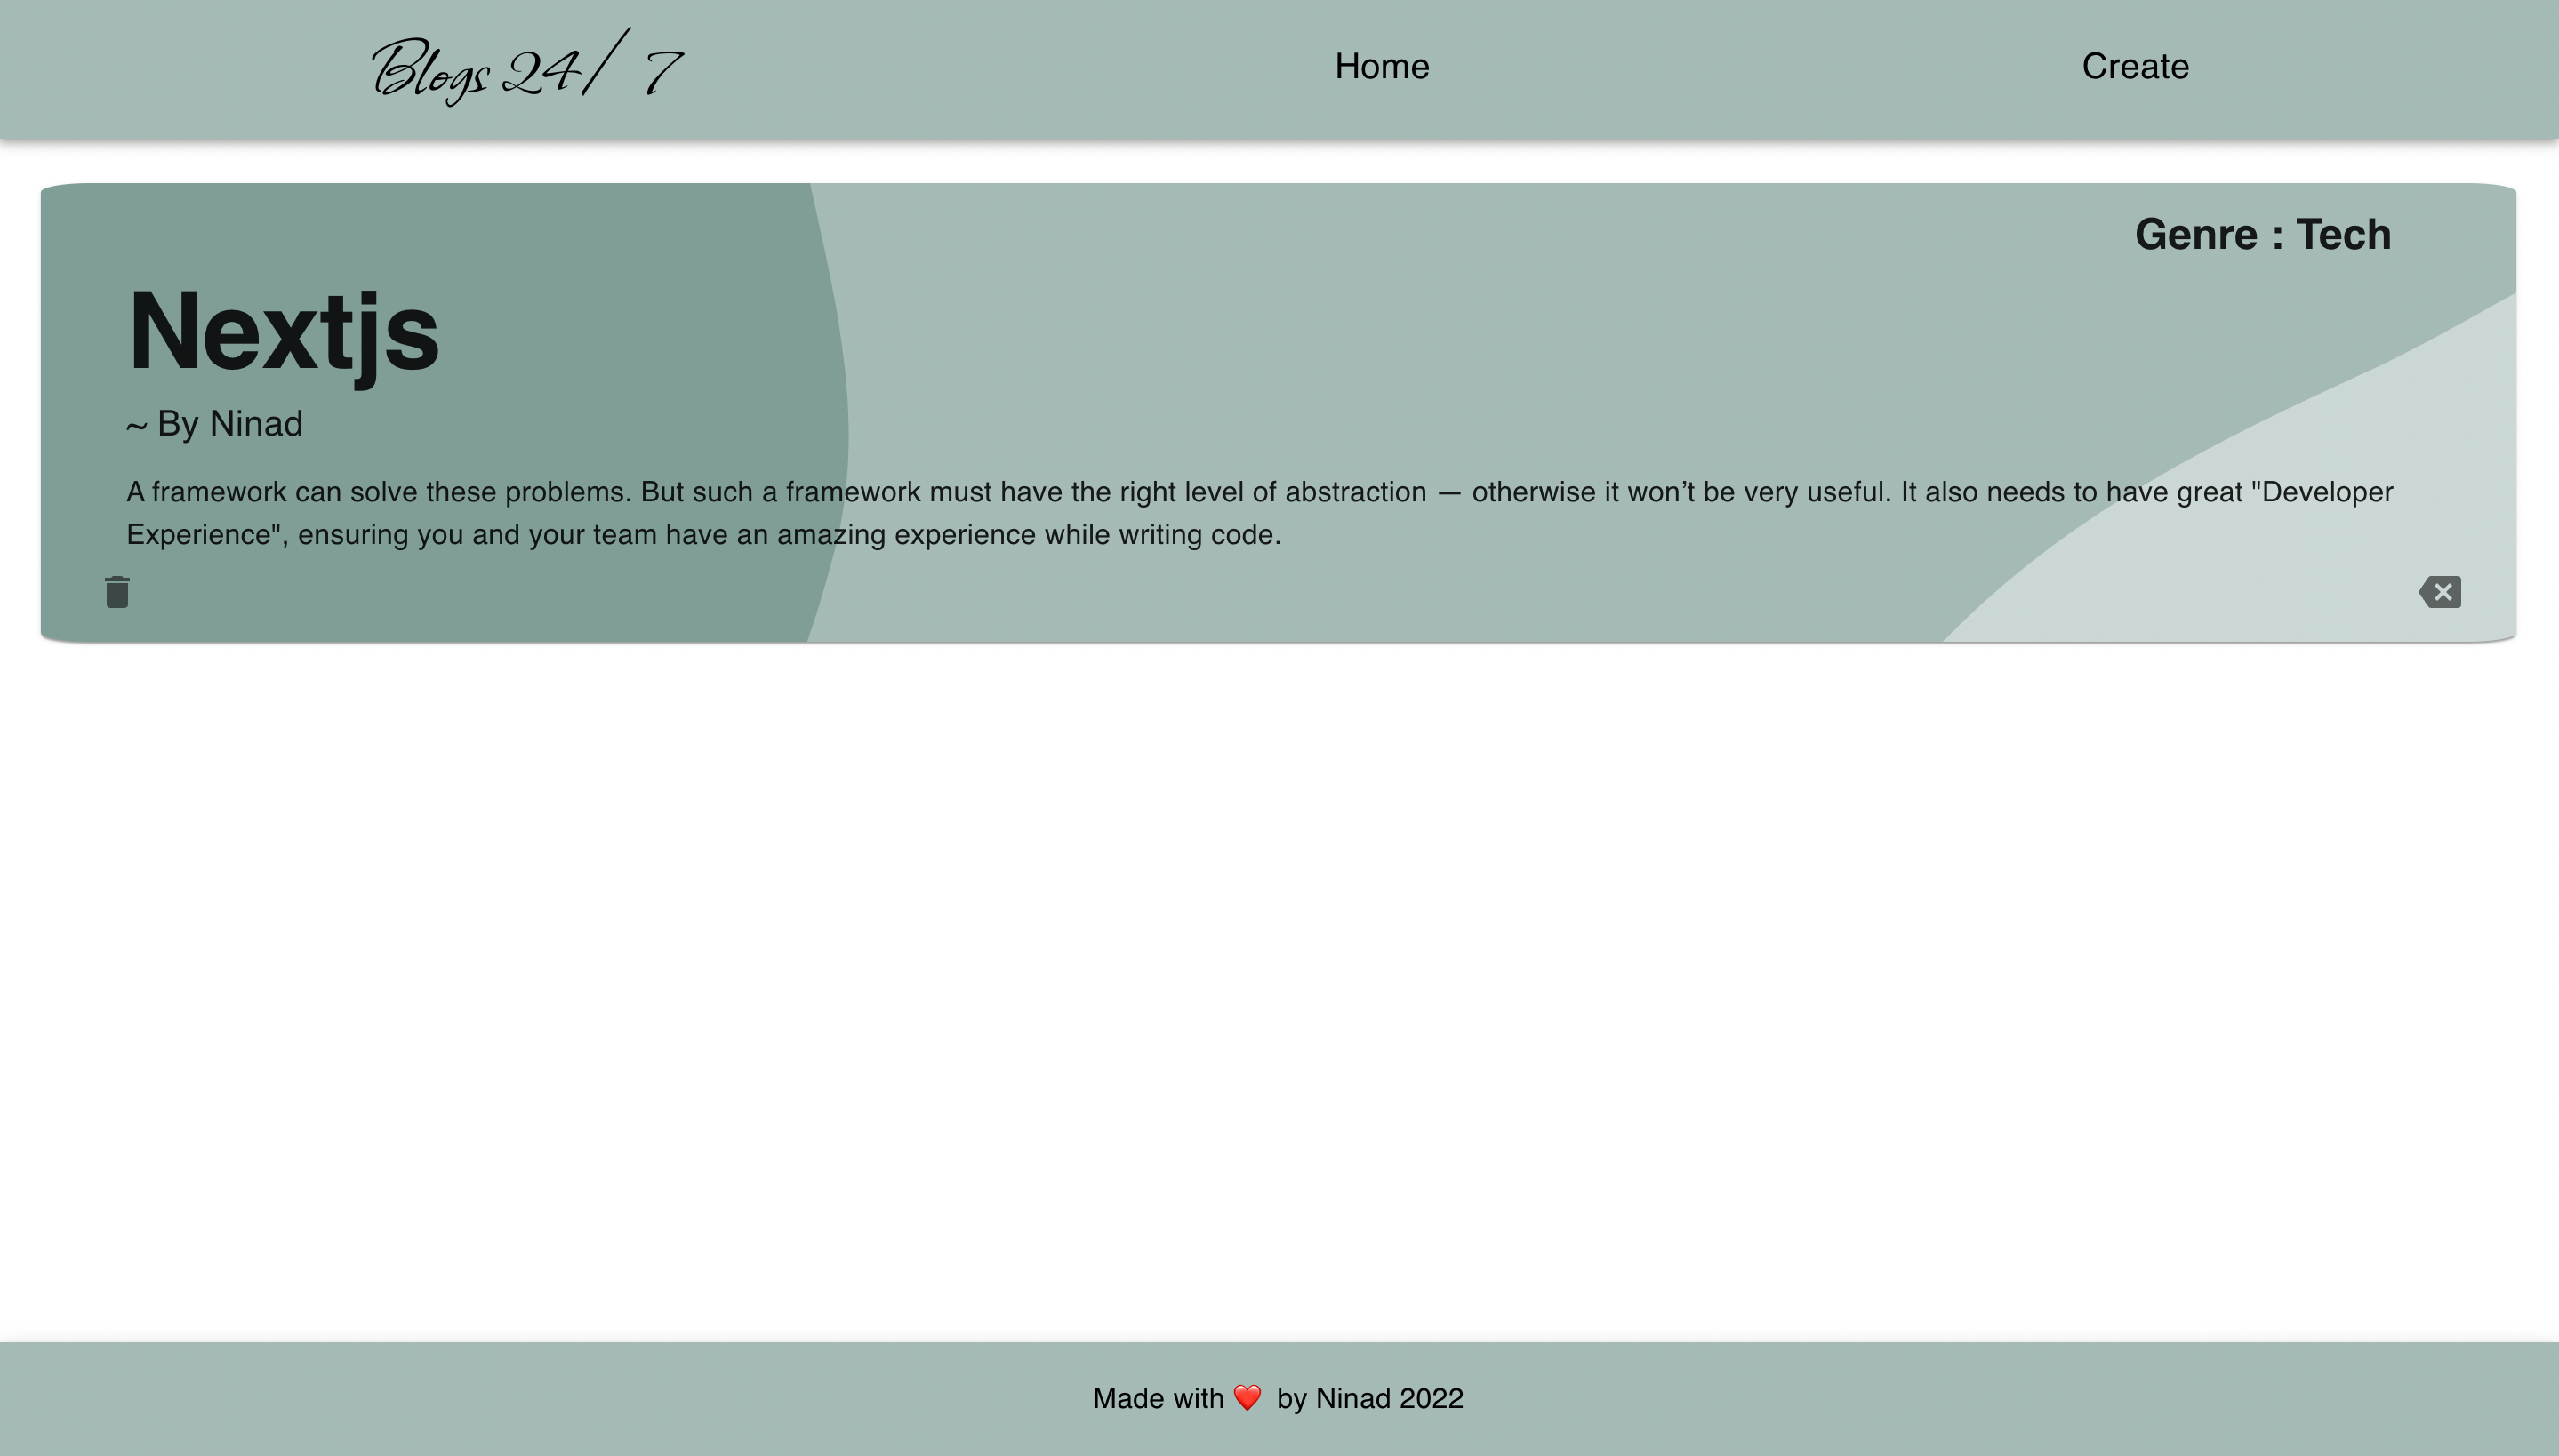 Blogs 24/ 7
Home
Create
Genre : Tech
Nextjs
~ By Ninad
A framework can solve these problems. But such a framework must have the right level of abstraction — otherwise it won’t be very useful. It also needs to have great "Developer
Experience", ensuring you and your team have an amazing experience while writing code.
Made with ❤️ by Ninad 2022